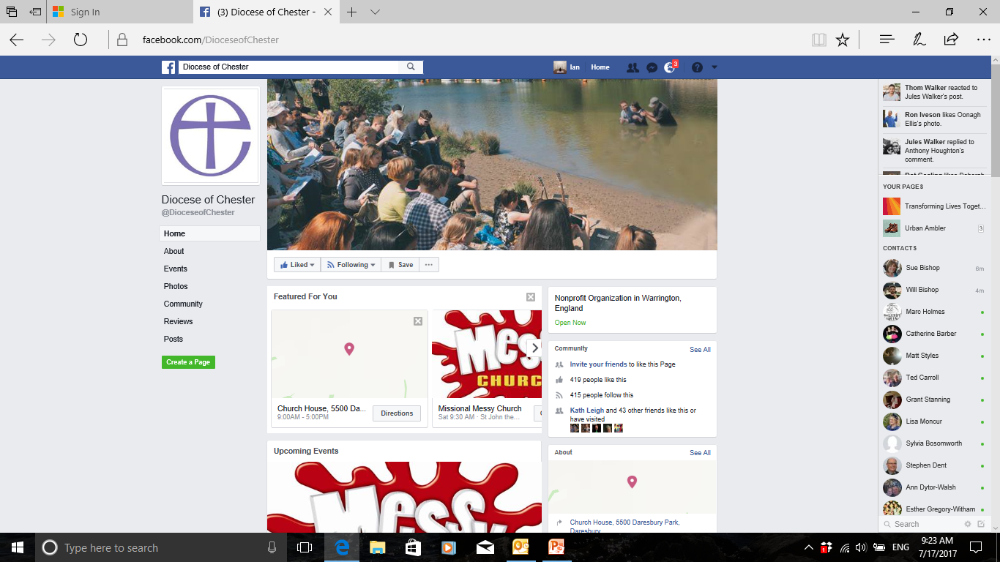 Sign In
(3) Diocese of Chester -
facebook.com/DioceseofChester
Diocese of Chester
Ian
Home
3
Diocese of Chester
@DioceseofChester
Home
About
Events
Photos
Community
Reviews
Posts
Create a Page
Liked
Following
Save
Featured For You
Church House, 5500 Da...
9:00AM - 5:00PM
Directions
CHURC
Missional Messy Church
Sat 9:30 AM · St John the...
Upcoming Events
Mess
Nonprofit Organization in Warrington,
England
Open Now
Community
See All
Invite your friends to like this Page
419 people like this
415 people follow this
Kath Leigh and 43 other friends like this or
have visited
About
See All
Church House, 5500 Daresbury Park,
Daresbury
Thom Walker reacted to
Jules Walker's post.
Ron Iveson likes Oonagh
Ellis's photo.
Jules Walker replied to
Anthony Houghton's
comment.
YOUR PAGES
Transforming Lives Toget...
Urban Ambler
3
CONTACTS
Sue Bishop
6m
Will Bishop
4m
Marc Holmes
Catherine Barber
Matt Styles
Ted Carroll
Grant Stanning
Lisa Moncur
Sylvia Bosomworth
Stephen Dent
Ann Dytor-Walsh
Esther Gregory-Witham
Search
Type here to search
1
ENG
9:23 AM
7/17/2017